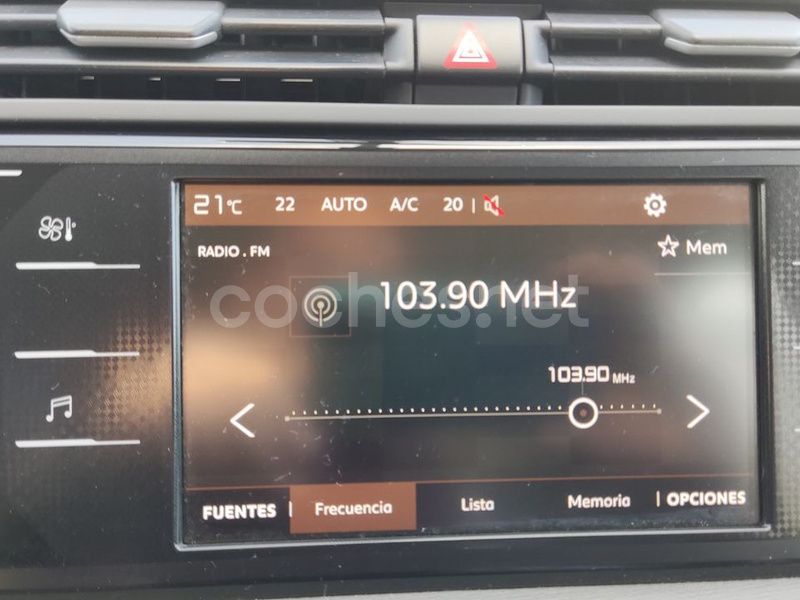 21°C 22 AUTO A/C 20 |
RADIO . FM
Mem
103.90 MHz
coches.net
103.90 MHz
FUENTES | Frecuencia Lista Memoria | OPCIONES